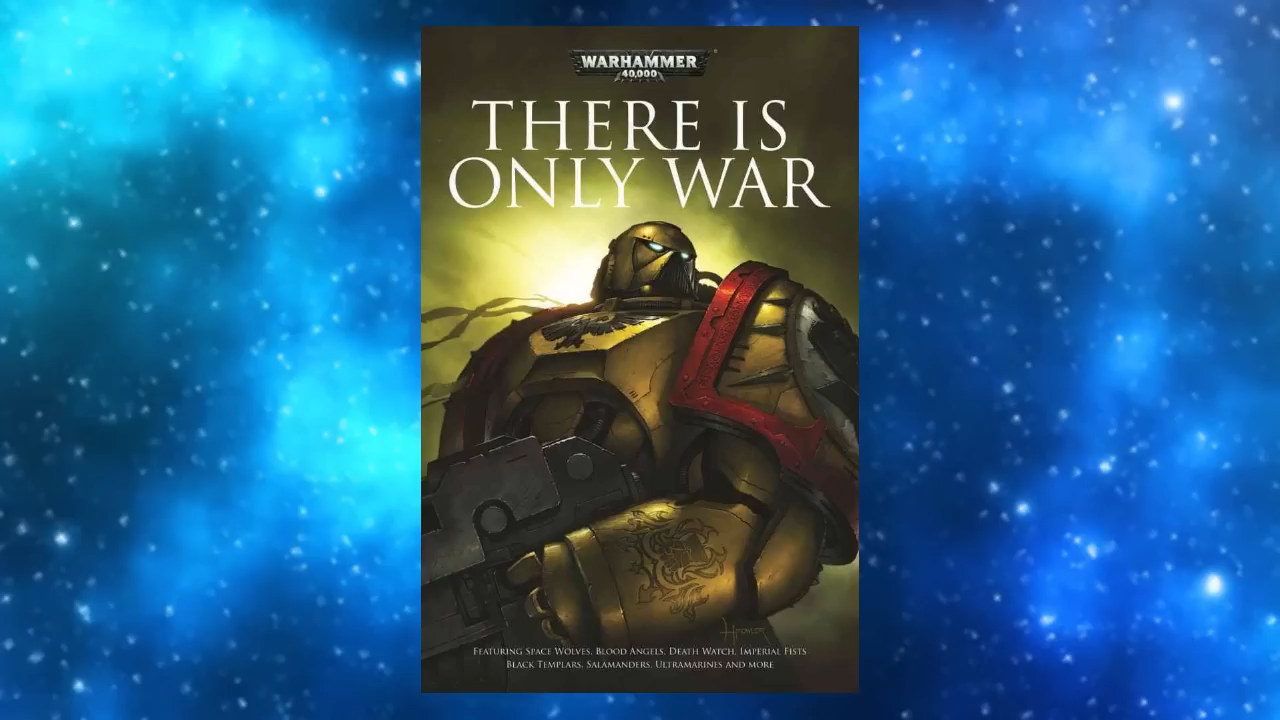 WARHAMMER
40,000
THERE IS
ONLY WAR
FEATURING SPACE WOLVES, BLOOD ANGELS, DEATH WATCH, IMPERIAL FISTS
BLACK TEMPLARS, SALAMANDERS, ULTRAMARINES AND MORE